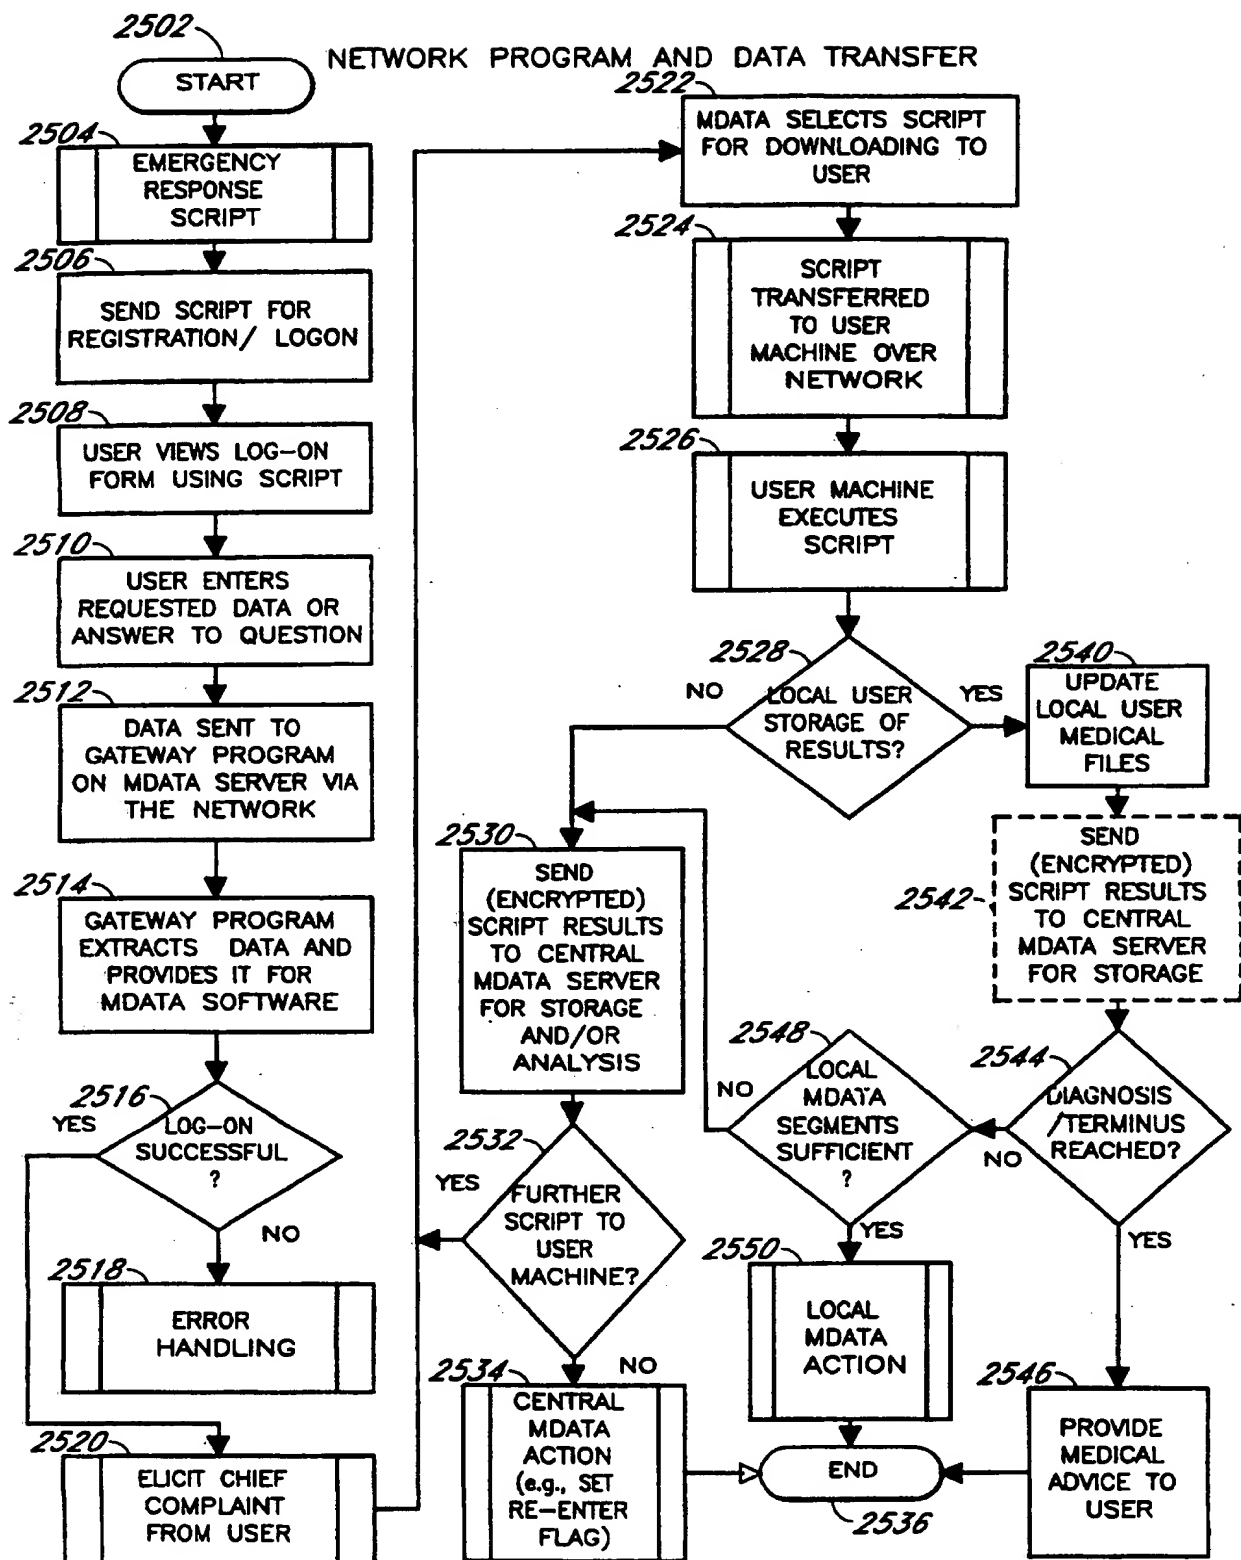 NETWORK PROGRAM AND DATA TRANSFER
2502
START
2504
EMERGENCY
RESPONSE
SCRIPT
2506
SEND SCRIPT FOR
REGISTRATION/ LOGON
2508
USER VIEWS LOG-ON
FORM USING SCRIPT
2510
USER ENTERS
REQUESTED DATA OR
ANSWER TO QUESTION
2512
DATA SENT TO
GATEWAY PROGRAM
ON MDATA SERVER VIA
THE NETWORK
2514
GATEWAY PROGRAM
EXTRACTS DATA AND
PROVIDES IT FOR
MDATA SOFTWARE
2516
YES
LOG-ON
SUCCESSFUL
?
NO
2518
ERROR
HANDLING
2520
ELICIT CHIEF
COMPLAINT
FROM USER
2522
MDATA SELECTS SCRIPT
FOR DOWNLOADING TO
USER
2524
SCRIPT
TRANSFERRED
TO USER
MACHINE OVER
NETWORK
2526
USER MACHINE
EXECUTES
SCRIPT
2528
NO
LOCAL USER
STORAGE OF
RESULTS?
YES
2530
SEND
(ENCRYPTED)
SCRIPT RESULTS
TO CENTRAL
MDATA SERVER
FOR STORAGE
AND/OR
ANALYSIS
2532
YES
FURTHER
SCRIPT TO
USER
MACHINE?
NO
2534
CENTRAL
MDATA
ACTION
(e.g., SET
RE-ENTER
FLAG)
2540
UPDATE
LOCAL USER
MEDICAL
FILES
2542
SEND
(ENCRYPTED)
SCRIPT RESULTS
TO CENTRAL
MDATA SERVER
FOR STORAGE
2544
DIAGNOSIS
/TERMINUS
REACHED?
NO
YES
2548
NO
LOCAL
MDATA
SEGMENTS
SUFFICIENT
?
YES
2550
LOCAL
MDATA
ACTION
2546
PROVIDE
MEDICAL
ADVICE TO
USER
END
2536